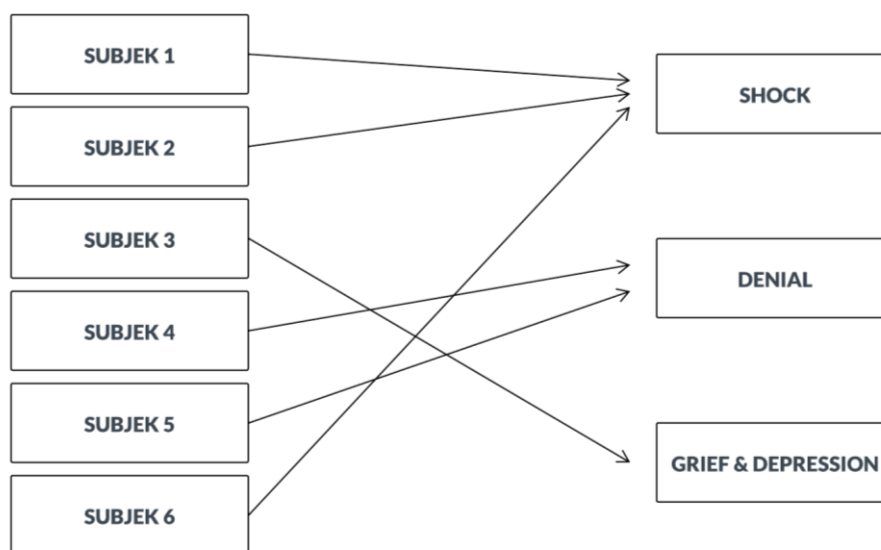 SUBJEK 1
SUBJEK 2
SUBJEK 3
SUBJEK 4
SUBJEK 5
SUBJEK 6
SHOCK
DENIAL
GRIEF & DEPRESSION